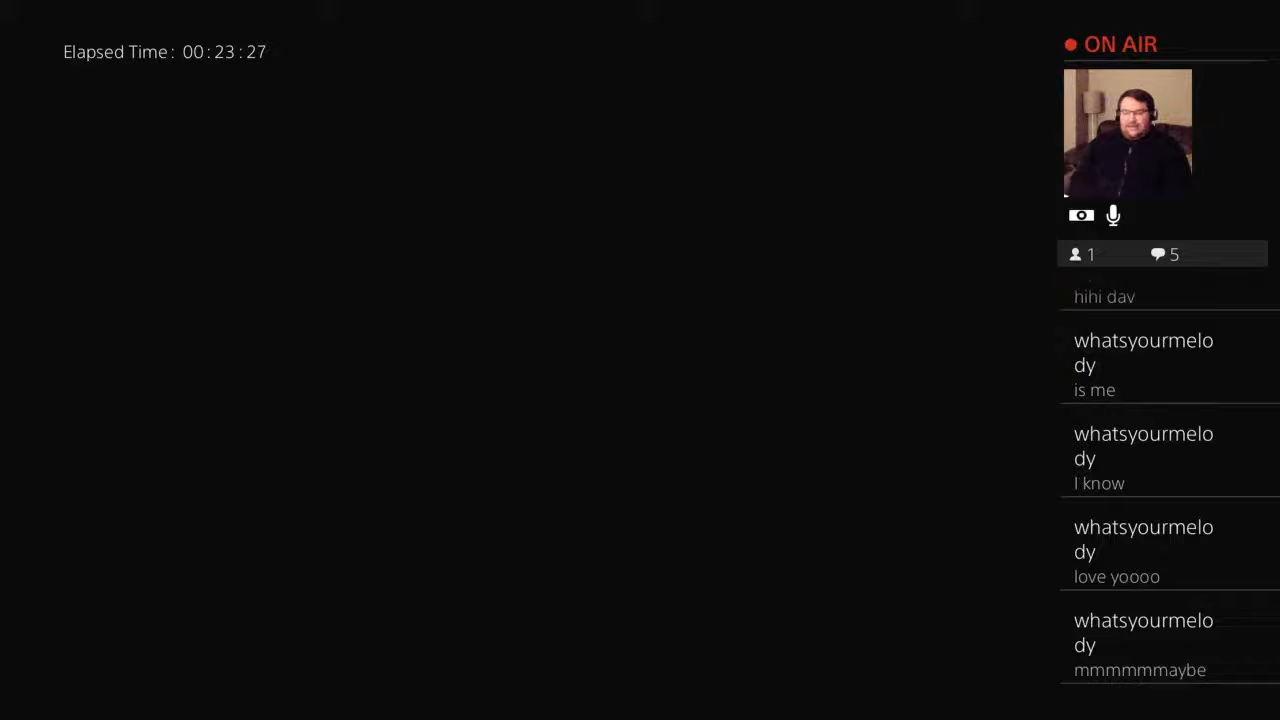 Elapsed Time: 00:23:27
ON AIR
1 5
hihi dav
whatsyourmelo
dy
is me
whatsyourmelo
dy
I know
whatsyourmelo
dy
love yoooo
whatsyourmelo
dy
mmmmmmaybe